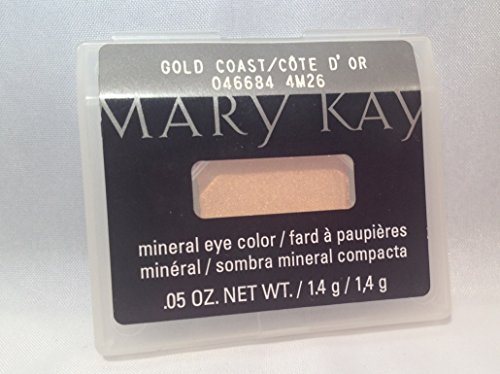 GOLD COAST/CÔTE D'OR
046684 4M26
MARY KAY
mineral eye color / fard à paupières
minéral / sombra mineral compacta
.05 OZ. NET WT. / 1.4 g / 1,4 g